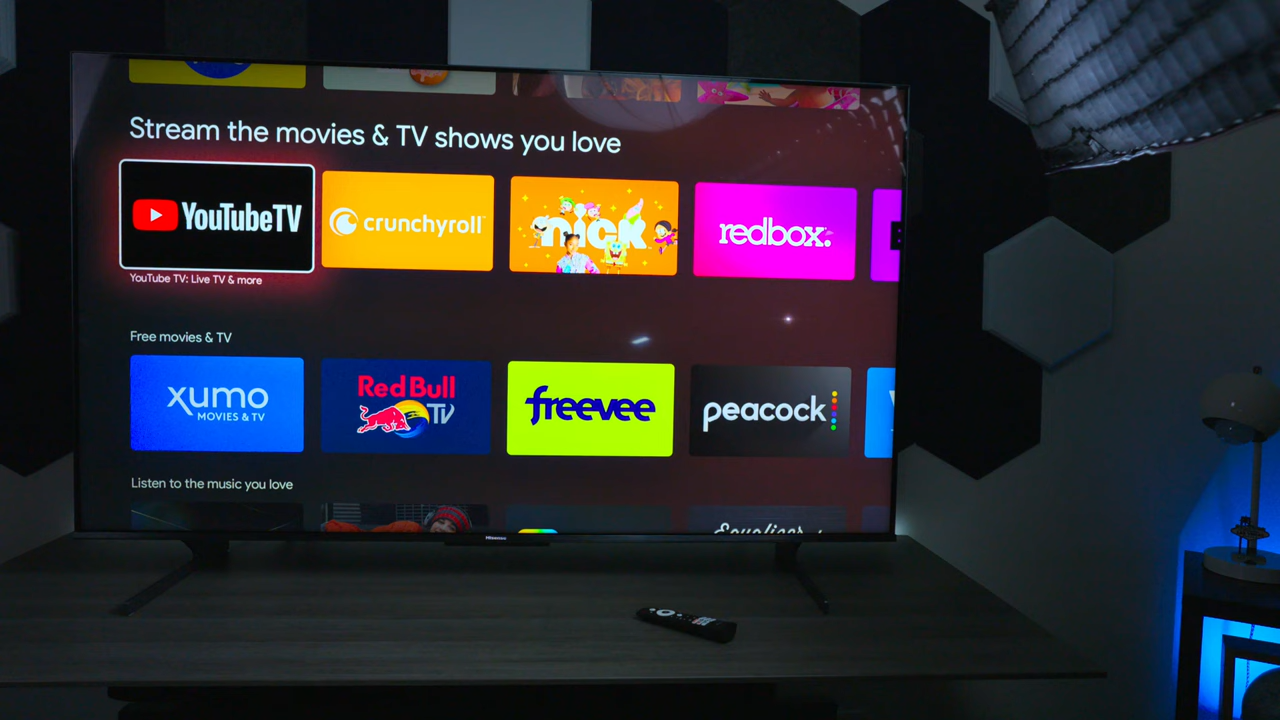 Stream the movies & TV shows you love
YouTubeTV
crunchyroll
nick
redbox.
YouTube TV: Live TV & more
Free movies & TV
xumo
MOVIES & TV
Red Bull
TV
freevee
peacock
Listen to the music you love
Equalizer
Hisense